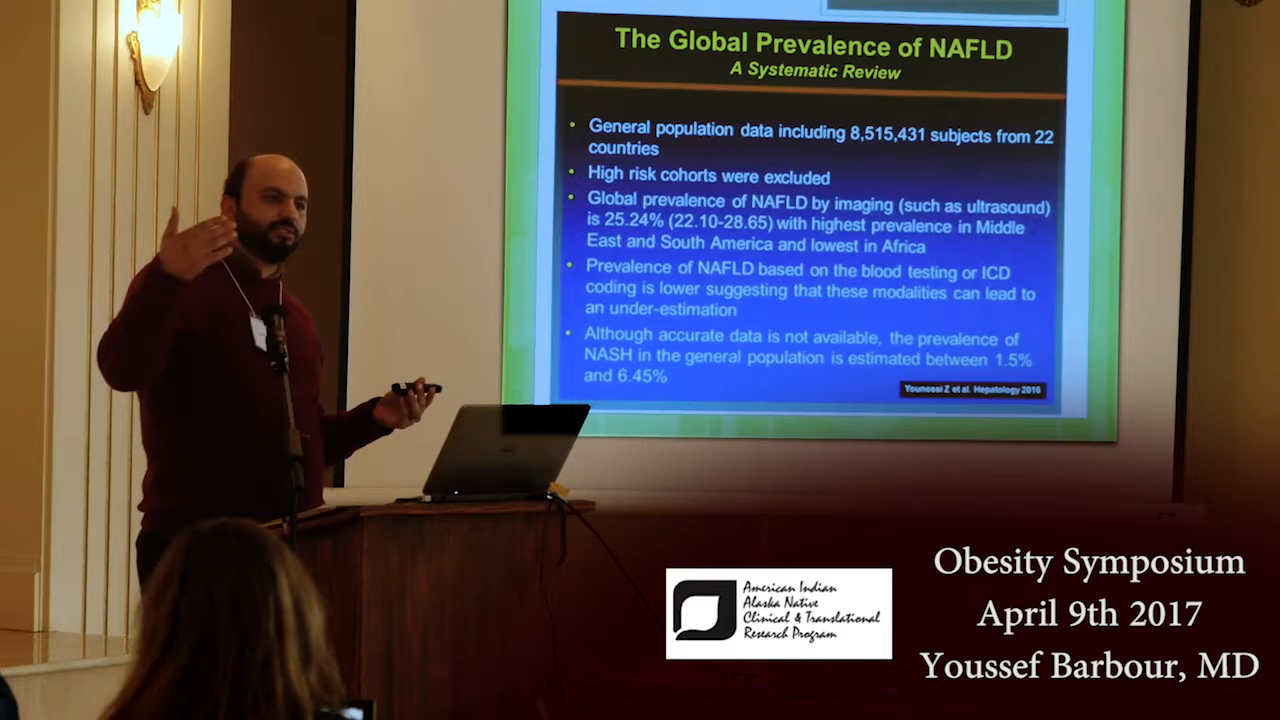 The Global Prevalence of NAFLD
A Systematic Review
• General population data including 8,515,431 subjects from 22
countries
• High risk cohorts were excluded
• Global prevalence of NAFLD by imaging (such as ultrasound)
is 25.24% (22.10-28.65) with highest prevalence in Middle
East and South America and lowest in Africa
• Prevalence of NAFLD based on the blood testing or ICD
coding is lower suggesting that these modalities can lead to
an under-estimation
• Although accurate data is not available, the prevalence of
NASH in the general population is estimated between 1.5%
and 6.45%
Younossi Z et al. Hepatology 2016
American Indian
Alaska Native
Clinical & Translational
Research Program
Obesity Symposium
April 9th 2017
Youssef Barbour, MD